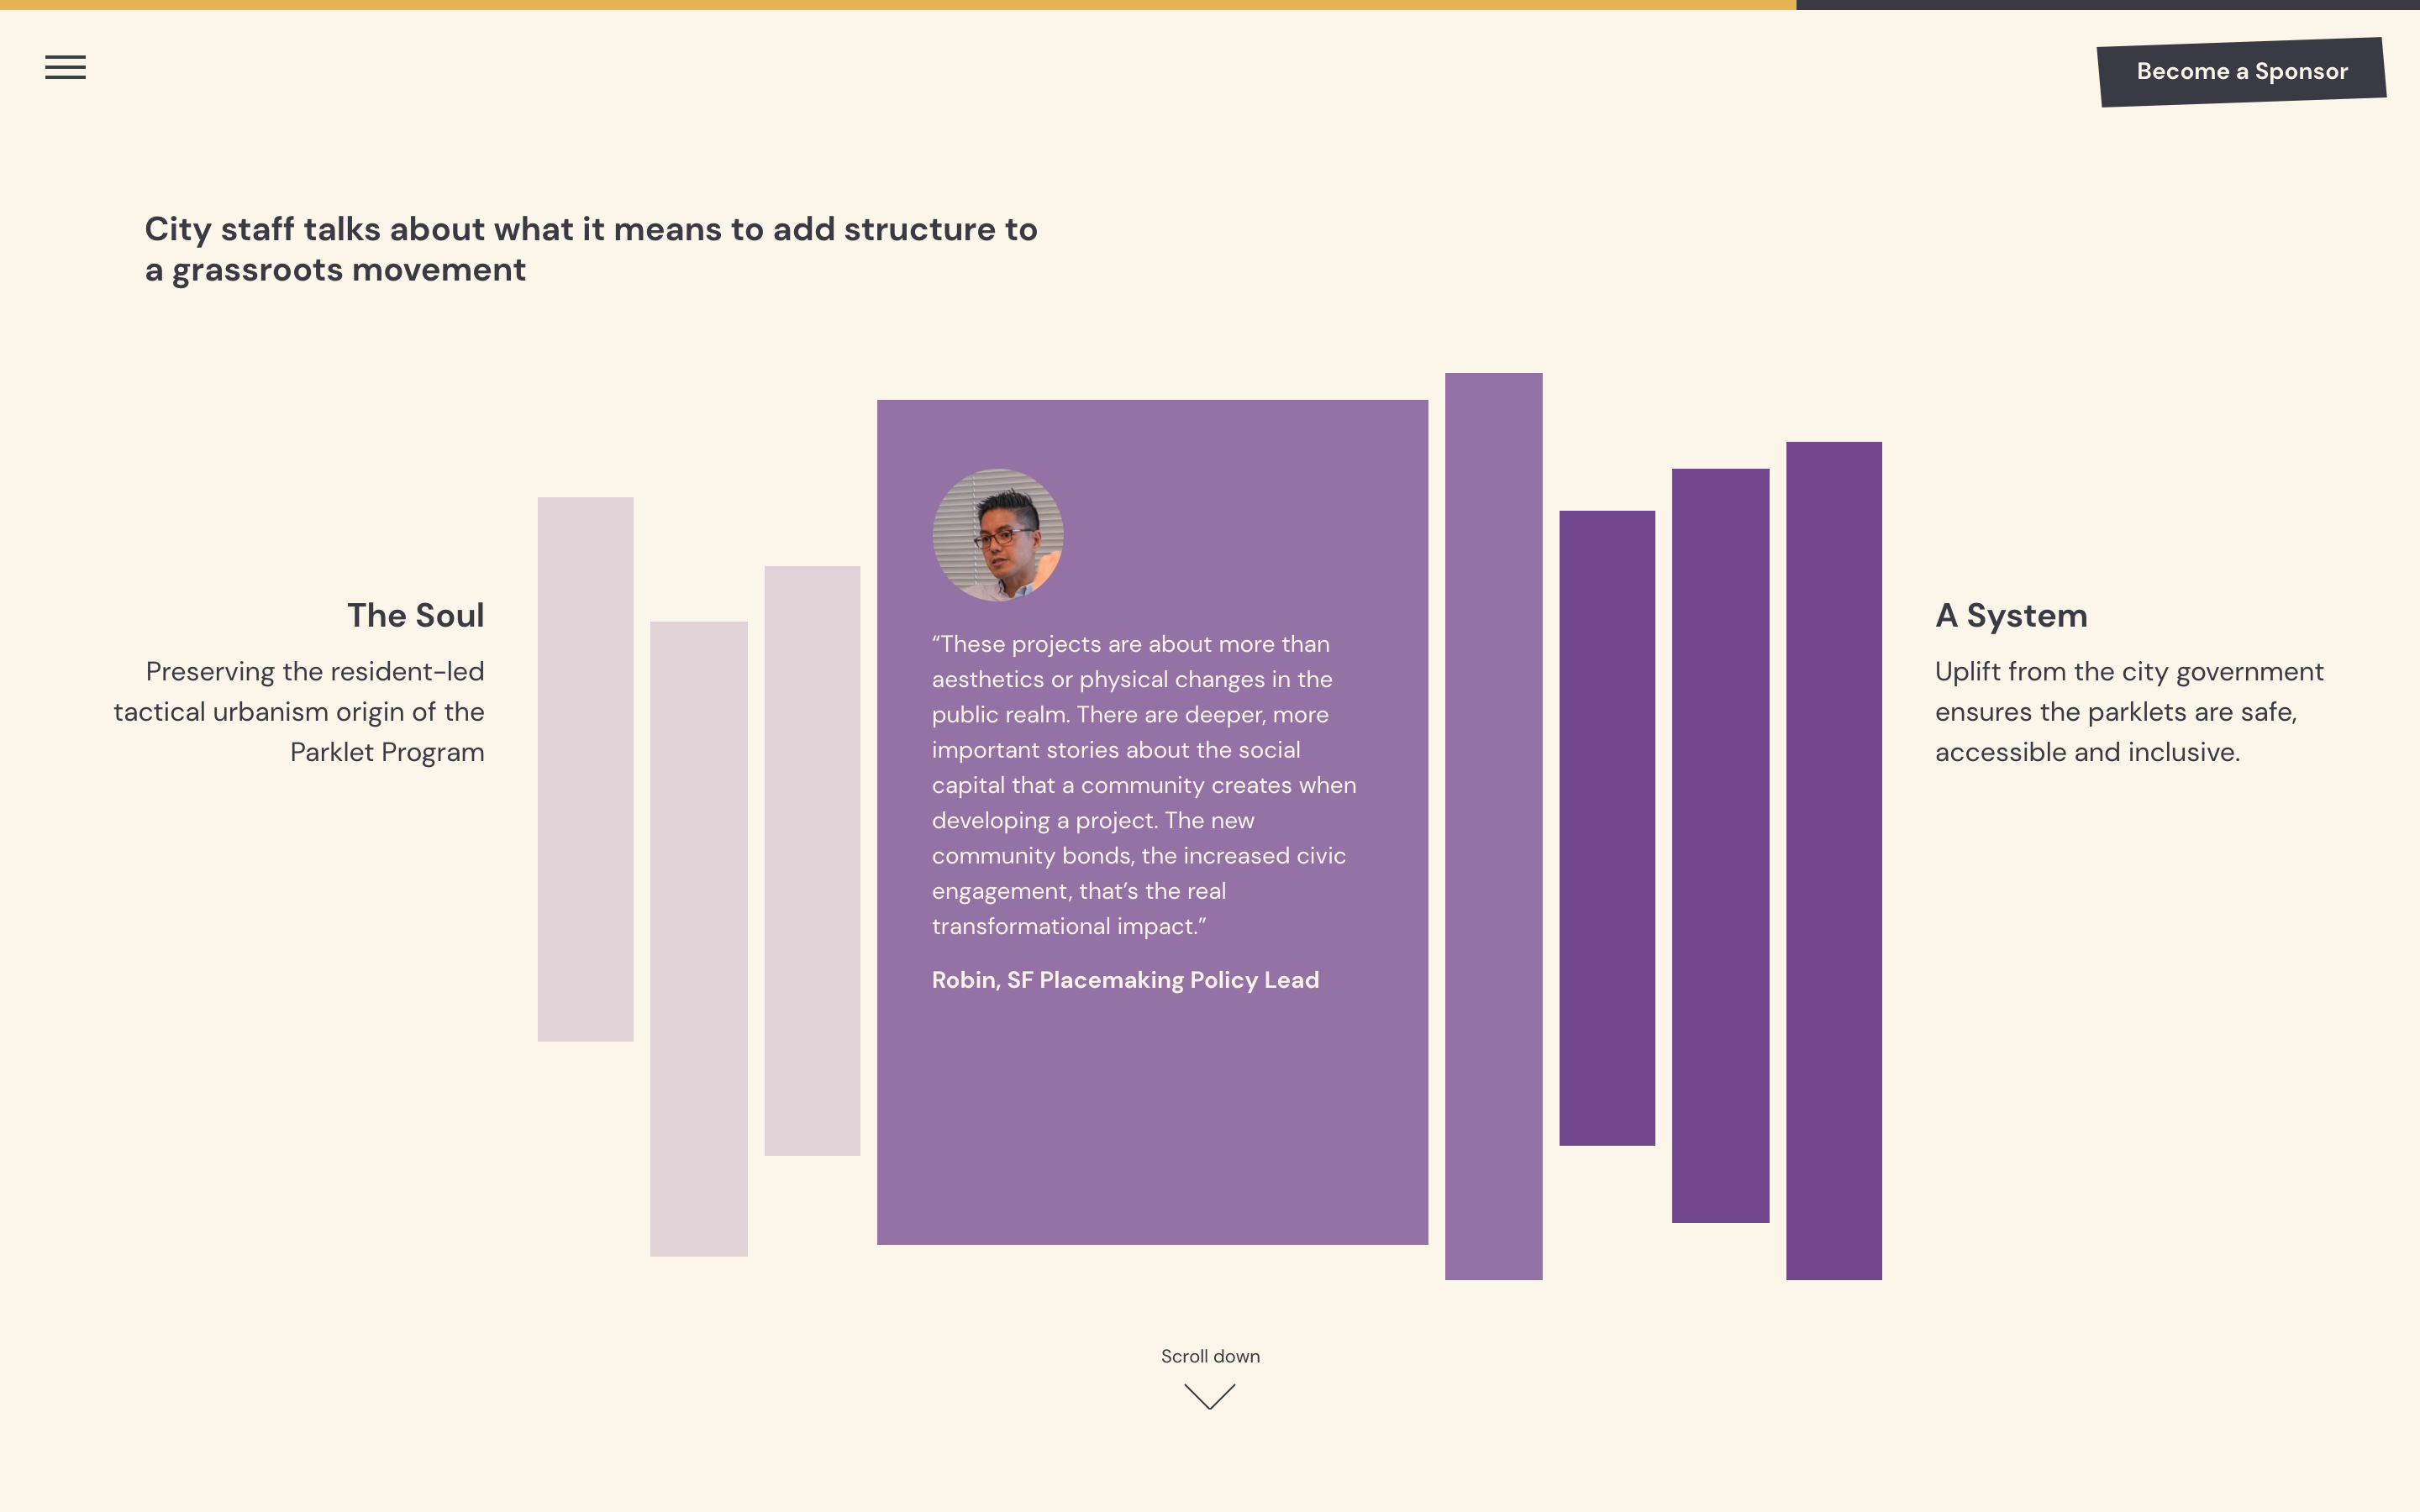 Become a Sponsor
City staff talks about what it means to add structure to
a grassroots movement
The Soul
Preserving the resident-led
tactical urbanism origin of the
Parklet Program
“These projects are about more than
aesthetics or physical changes in the
public realm. There are deeper, more
important stories about the social
capital that a community creates when
developing a project. The new
community bonds, the increased civic
engagement, that’s the real
transformational impact.”
Robin, SF Placemaking Policy Lead
A System
Uplift from the city government
ensures the parklets are safe,
accessible and inclusive.
Scroll down